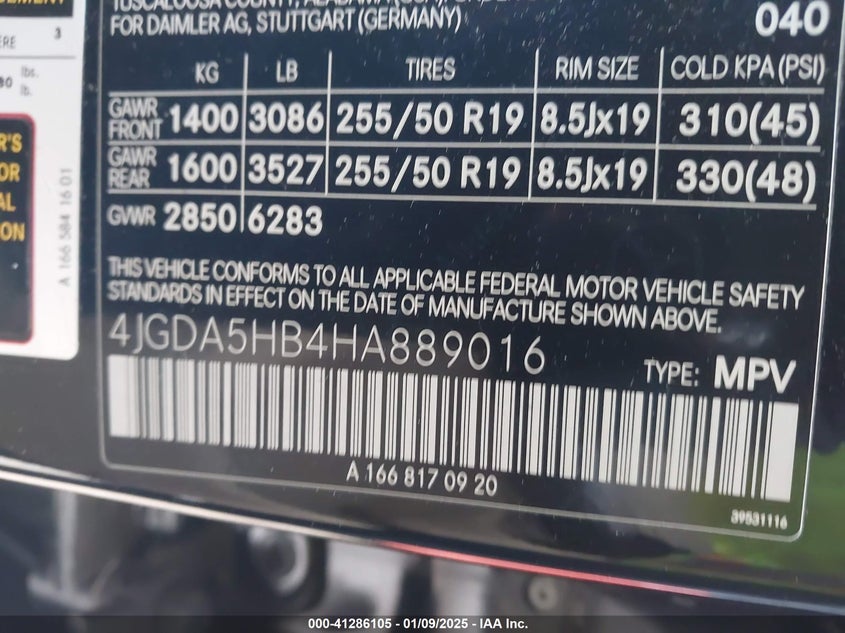 FOR DAIMLER AG, STUTTGART (GERMANY) 040
KG LB TIRES RIM SIZE COLD KPA (PSI)
GAWR FRONT 1400 3086 255/50 R19 8.5Jx19 310(45)
GAWR REAR 1600 3527 255/50 R19 8.5Jx19 330(48)
GVWR 2850 6283
THIS VEHICLE CONFORMS TO ALL APPLICABLE FEDERAL MOTOR VEHICLE SAFETY
STANDARDS IN EFFECT ON THE DATE OF MANUFACTURE SHOWN ABOVE.
4JGDA5HB4HA889016
TYPE: MPV
A 166 817 09 20
39531116
3
lbs.
lb.
A 166 584 16 01
000-41286105 - 01/09/2025 - IAA Inc.